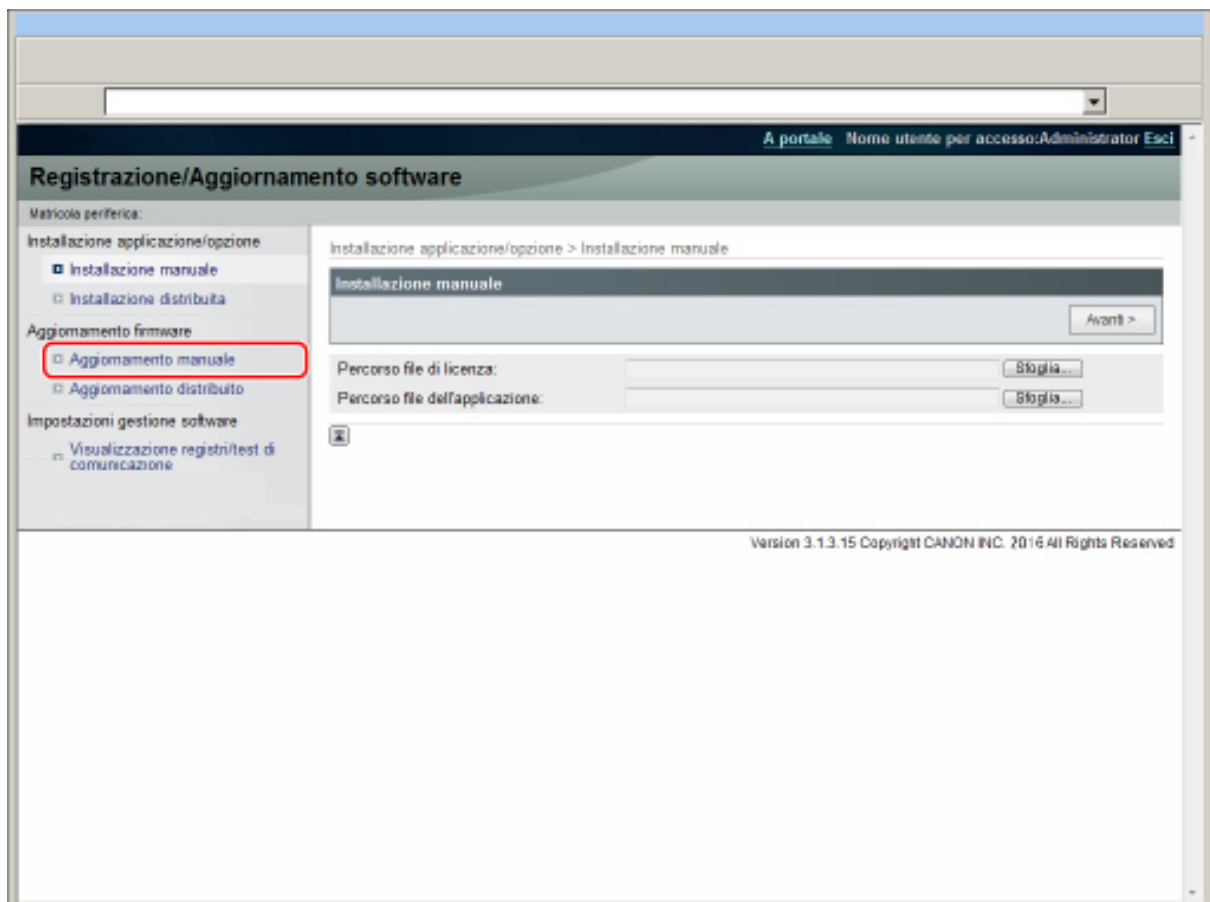 A portale Nome utente per accesso:Administrator Esci
Registrazione/Aggiornamento software
Matricola periferica:
Installazione applicazione/opzione
Installazione manuale
Installazione distribuita
Aggiornamento firmware
Aggiornamento manuale
Aggiornamento distribuito
Impostazioni gestione software
Visualizzazione registri/test di
comunicazione
Installazione applicazione/opzione > Installazione manuale
Installazione manuale
Avanti >
Percorso file di licenza:
Sfoglia...
Percorso file dell'applicazione:
Sfoglia...
Version 3.1.3.15 Copyright CANON INC. 2016 All Rights Reserved